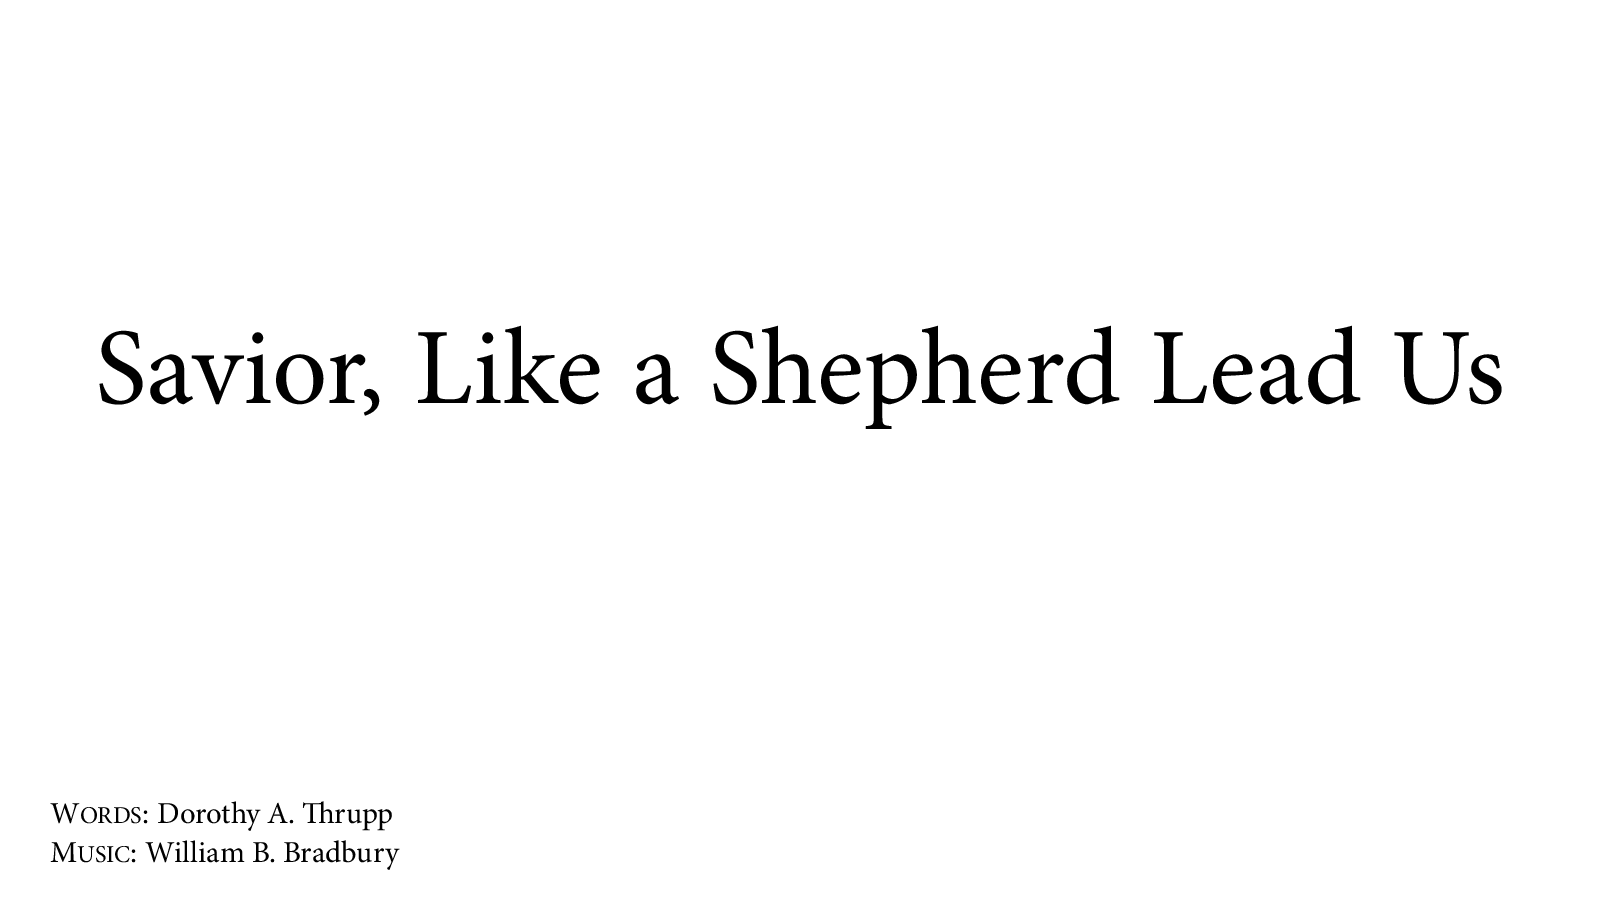 Savior, Like a Shepherd Lead Us
WORDS: Dorothy A. Thrupp
MUSIC: William B. Bradbury